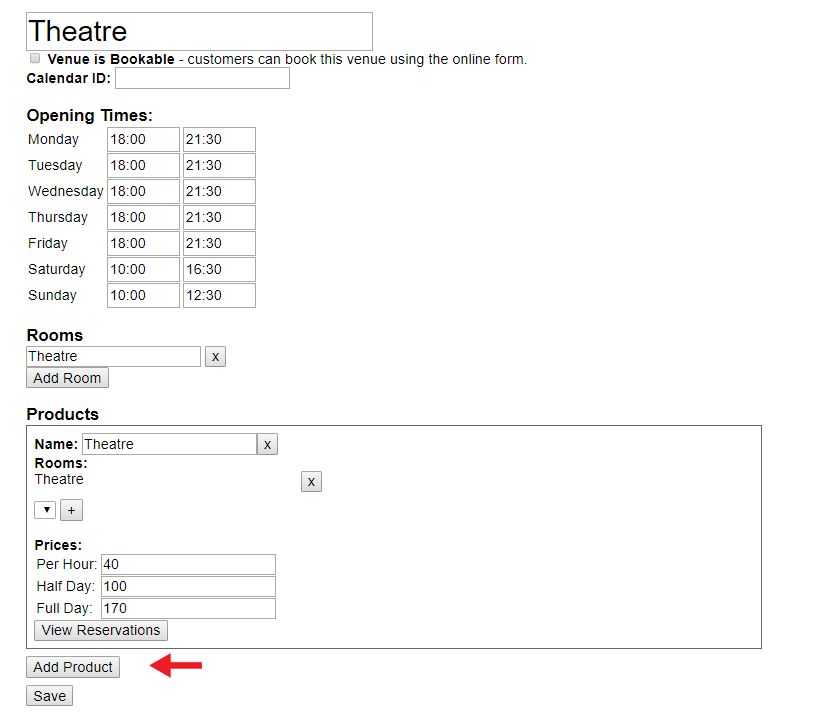 Theatre
Venue is Bookable - customers can book this venue using the online form.
Calendar ID:
Opening Times:
Monday 18:00 21:30
Tuesday 18:00 21:30
Wednesday 18:00 21:30
Thursday 18:00 21:30
Friday 18:00 21:30
Saturday 10:00 16:30
Sunday 10:00 12:30
Rooms
Theatre x
Add Room
Products
Name: Theatre x
Rooms:
Theatre x
+
Prices:
Per Hour: 40
Half Day: 100
Full Day: 170
View Reservations
Add Product
Save